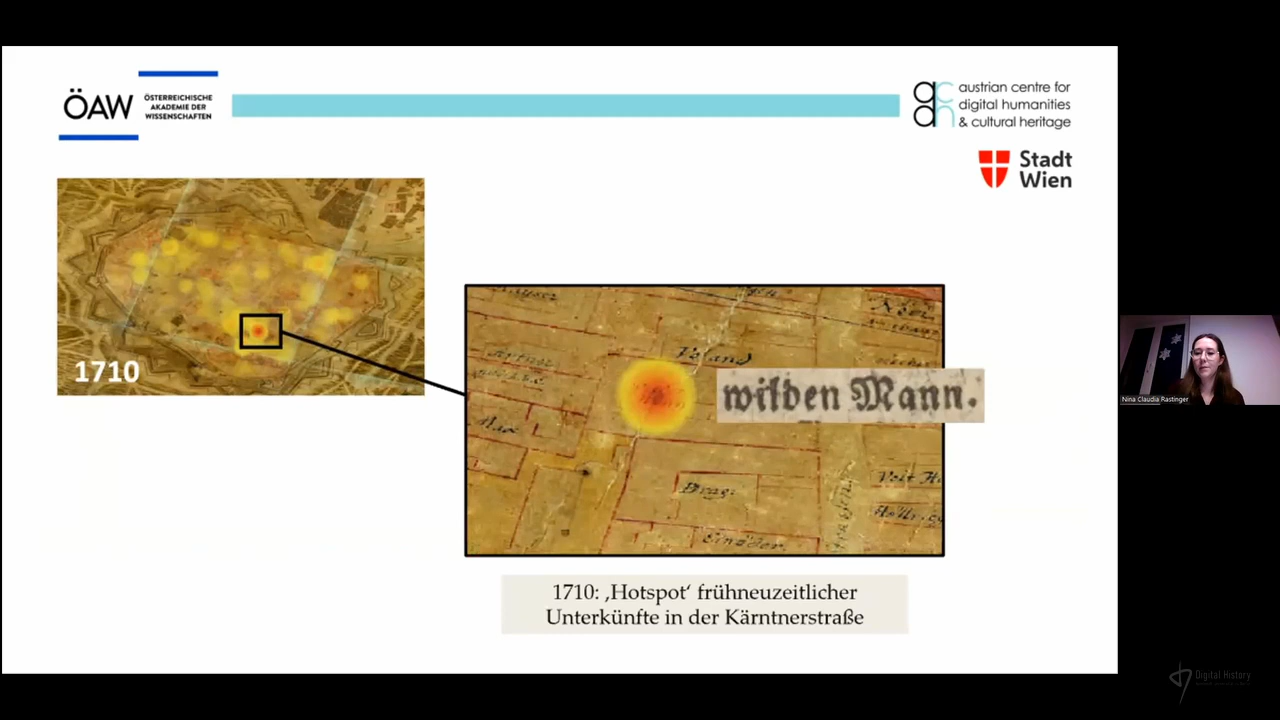 ÖAW
ÖSTERREICHISCHE
AKADEMIE DER
WISSENSCHAFTEN
austrian centre for
digital humanities
& cultural heritage
Stadt
Wien
1710
Voland
wilden Mann.
1710: ‚Hotspot‘ frühneuzeitlicher
Unterkünfte in der Kärntnerstraße
Nina Claudia Rastinger
Digital History